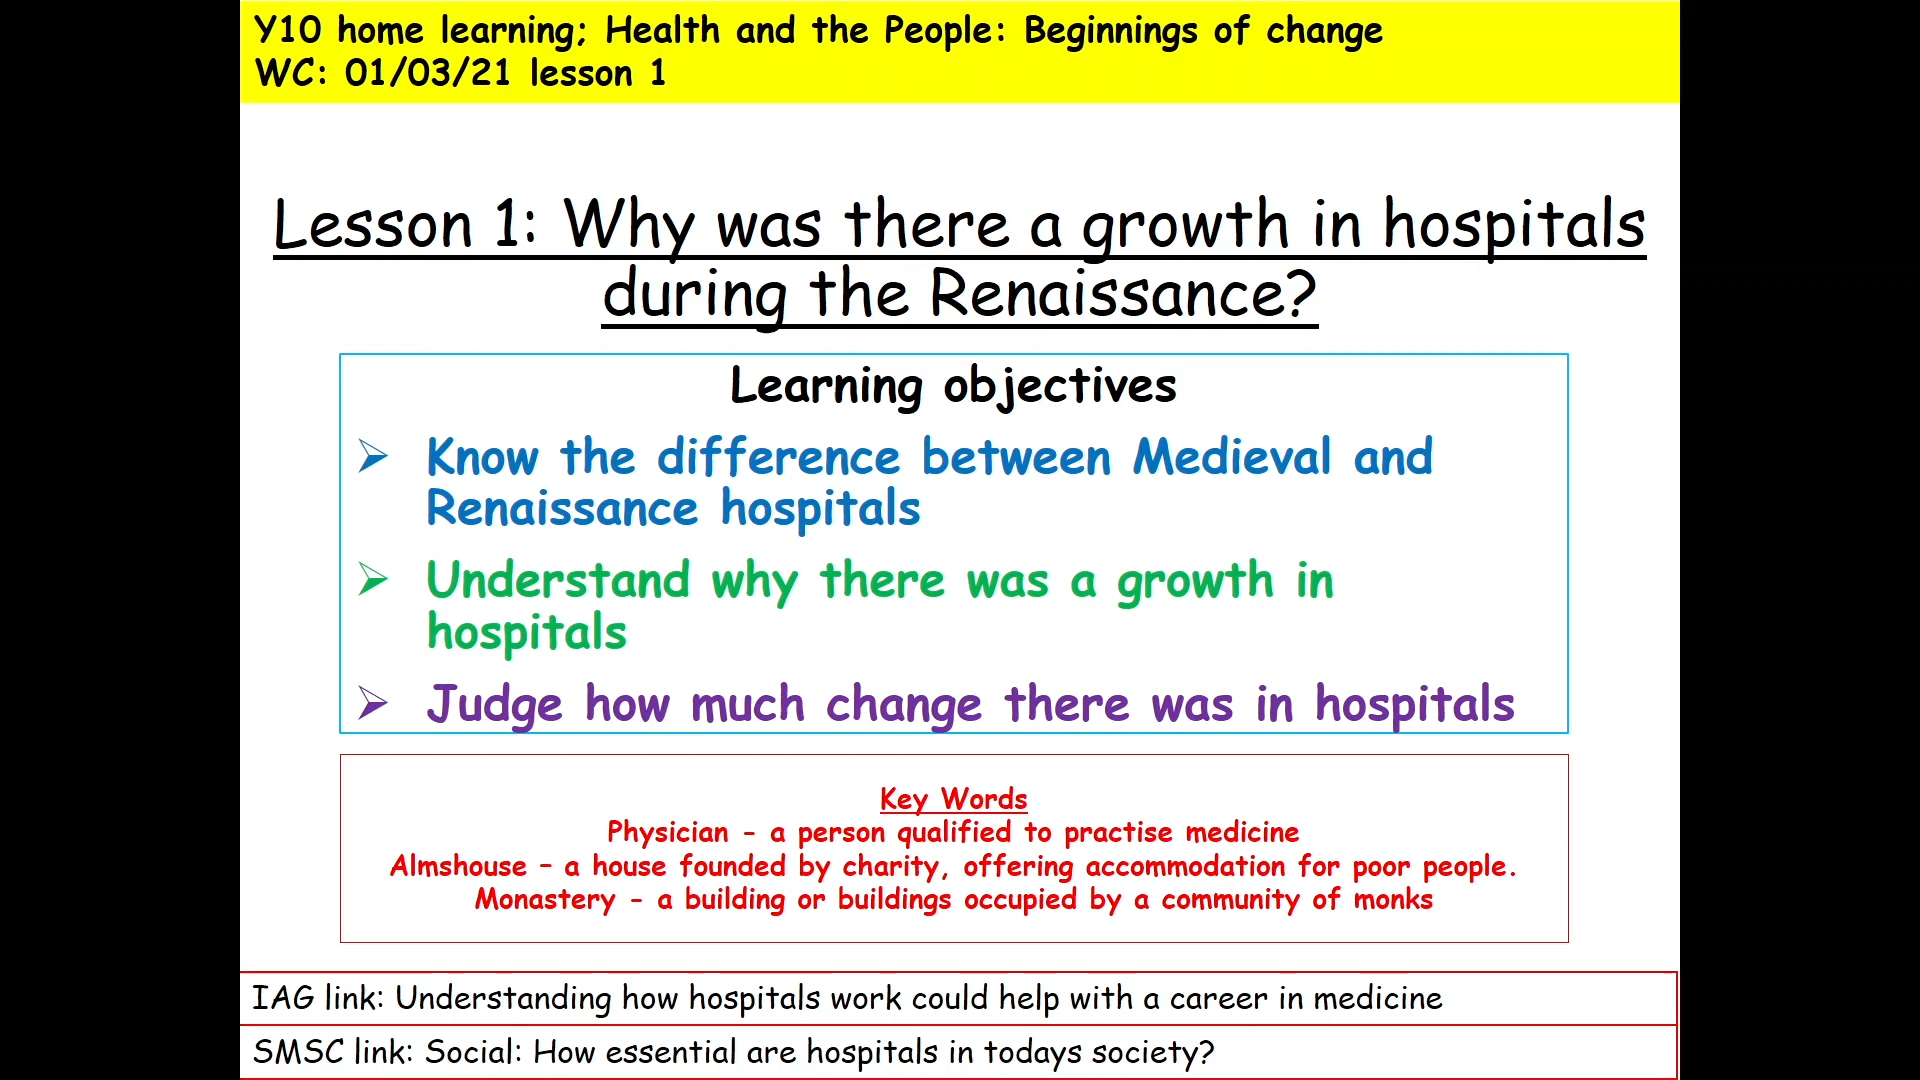 Y10 home learning; Health and the People: Beginnings of change
WC: 01/03/21 lesson 1
Lesson 1: Why was there a growth in hospitals
during the Renaissance?
Learning objectives
➢ Know the difference between Medieval and
Renaissance hospitals
➢ Understand why there was a growth in
hospitals
➢ Judge how much change there was in hospitals
Key Words
Physician - a person qualified to practise medicine
Almshouse – a house founded by charity, offering accommodation for poor people.
Monastery - a building or buildings occupied by a community of monks
IAG link: Understanding how hospitals work could help with a career in medicine
SMSC link: Social: How essential are hospitals in todays society?